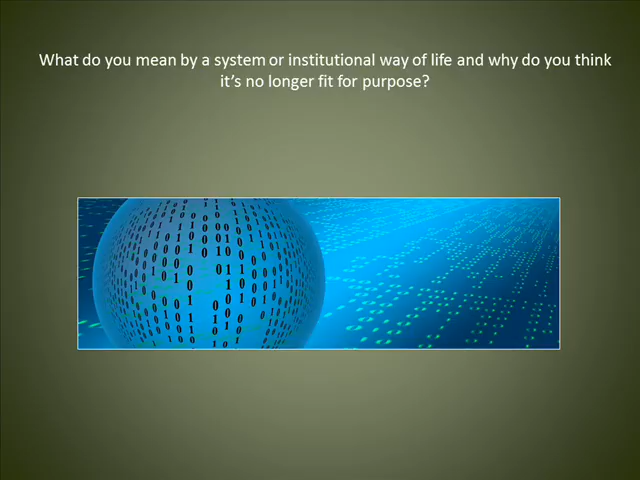 What do you mean by a system or institutional way of life and why do you think
it’s no longer fit for purpose?